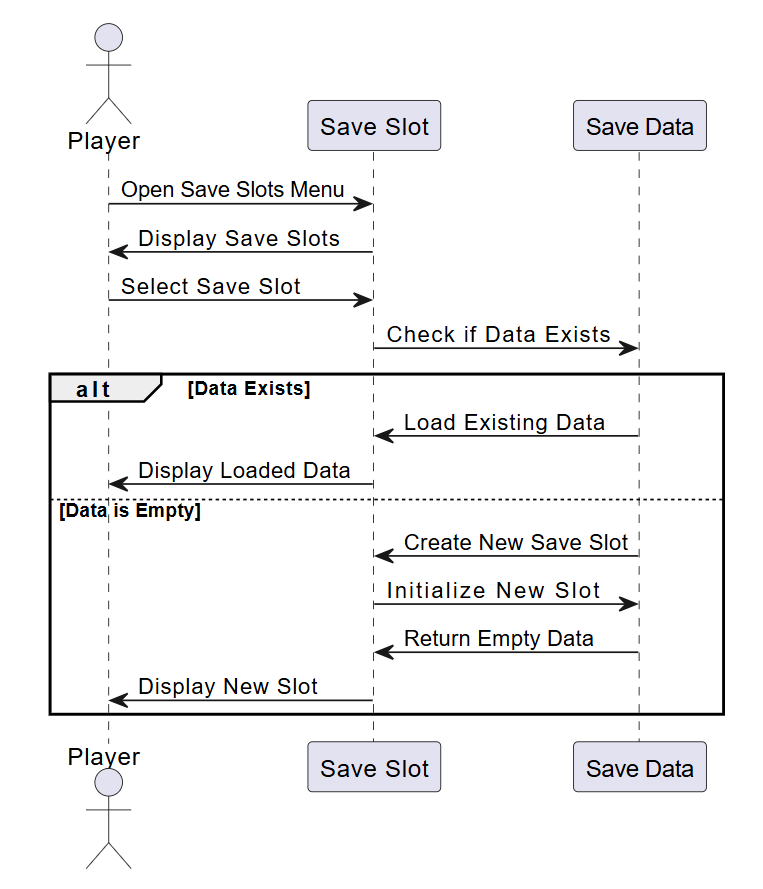 Player
Save Slot
Save Data
Open Save Slots Menu
Display Save Slots
Select Save Slot
Check if Data Exists
alt
[Data Exists]
Load Existing Data
Display Loaded Data
[Data is Empty]
Create New Save Slot
Initialize New Slot
Return Empty Data
Display New Slot
Player
Save Slot
Save Data